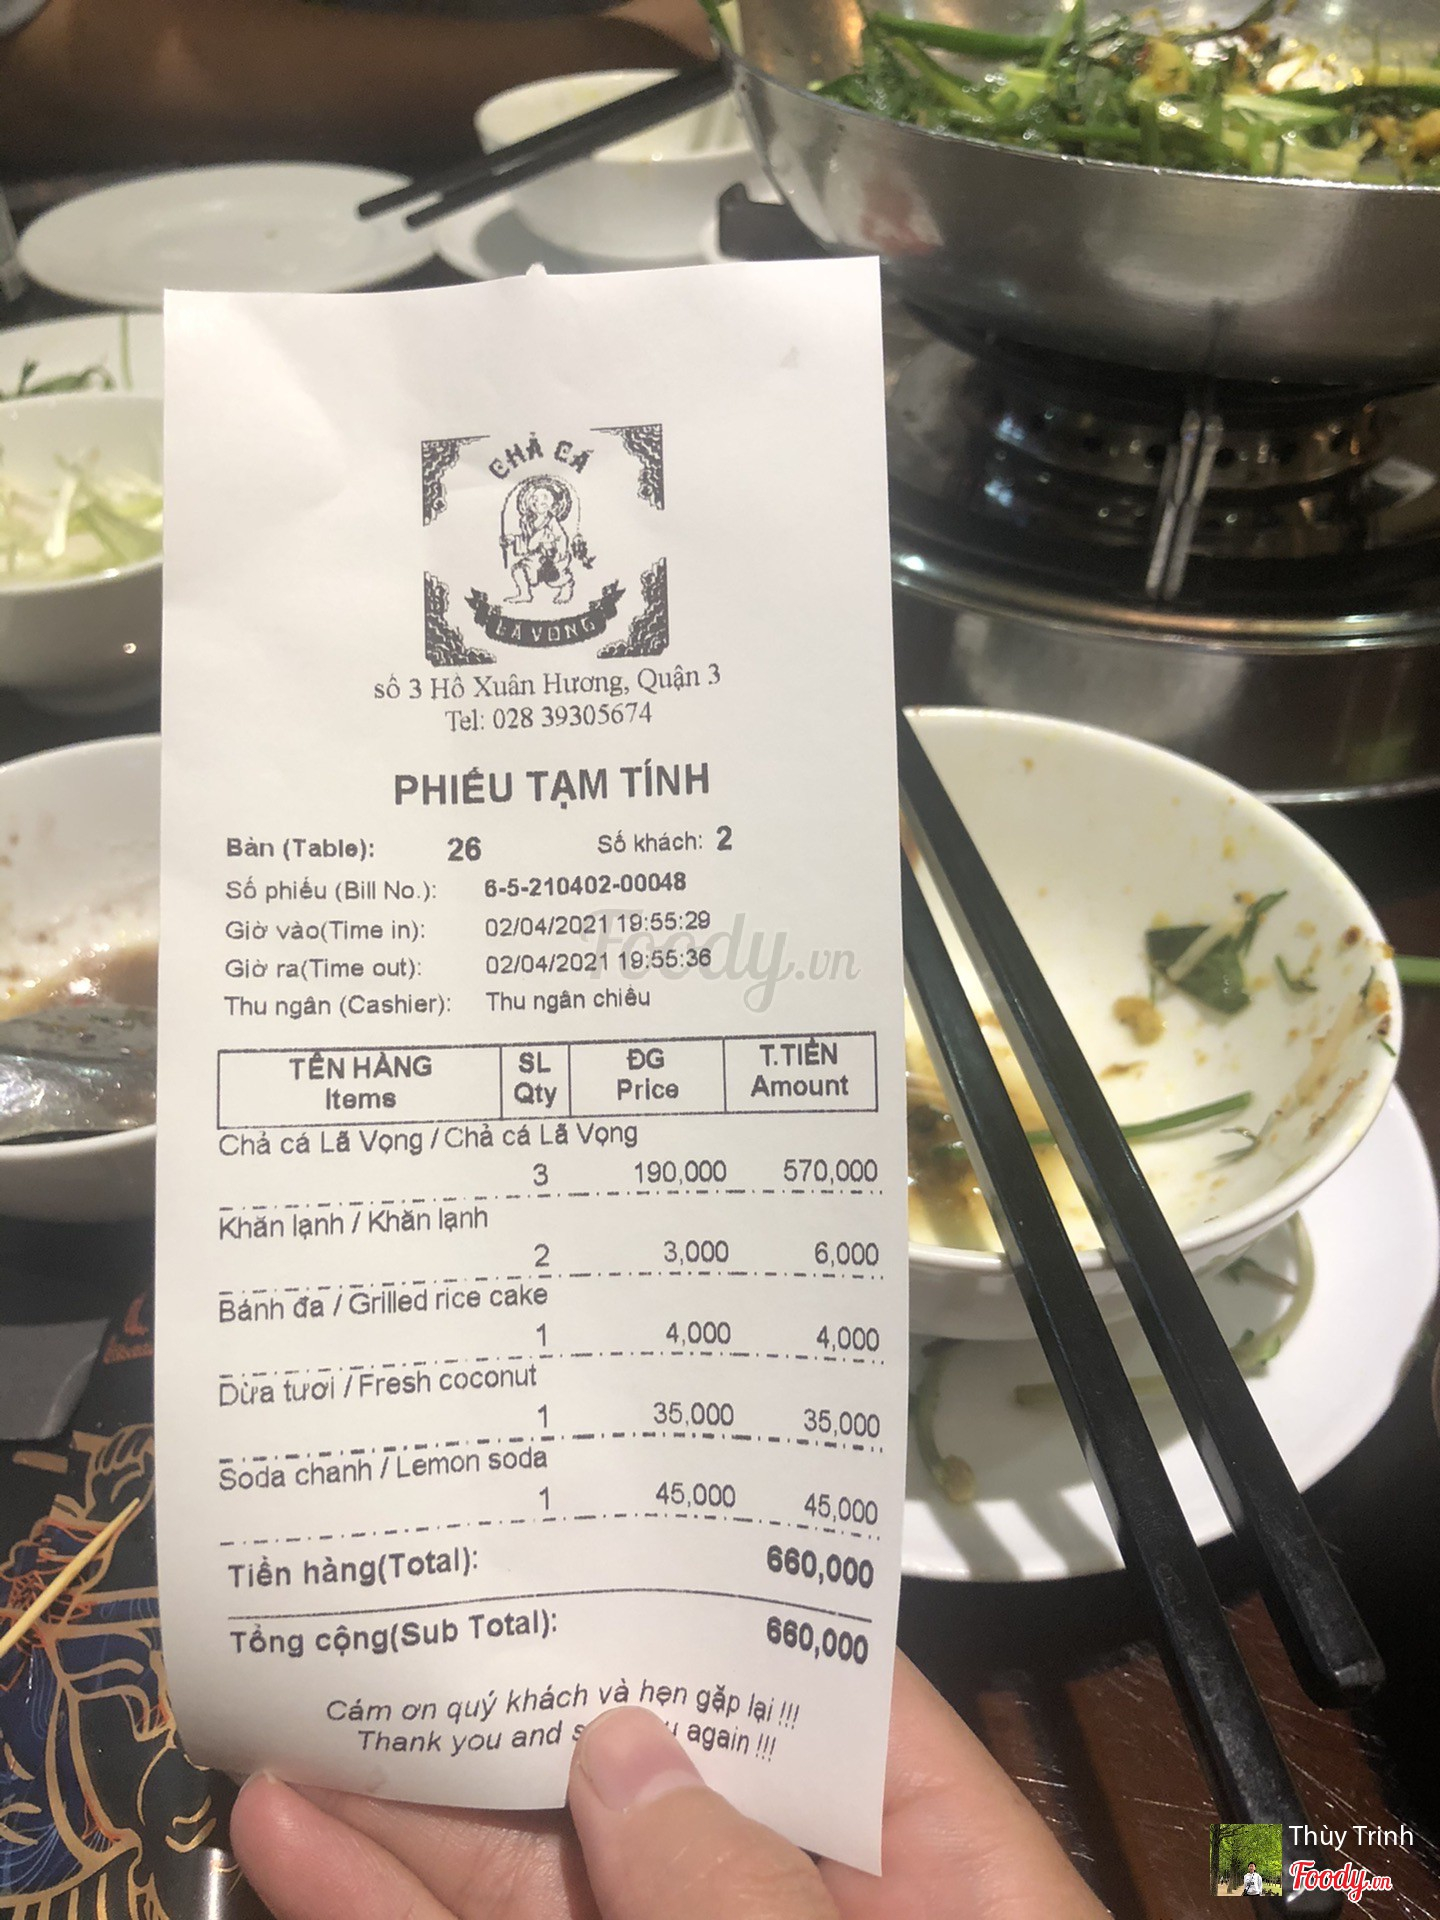 CHẢ CÁ
LÃ VỌNG
số 3 Hồ Xuân Hương, Quận 3
Tel: 028 39305674
PHIẾU TẠM TÍNH
Bàn (Table): 26 Số khách: 2
Số phiếu (Bill No.): 6-5-210402-00048
Giờ vào(Time in): 02/04/2021 19:55:29
Giờ ra(Time out): 02/04/2021 19:55:36
Thu ngân (Cashier): Thu ngân chiều
Foody.vn
TÊN HÀNG SL ĐG T.TIỀN
Items Qty Price Amount
Chả cá Lã Vọng / Chả cá Lã Vọng
3 190,000 570,000
Khăn lạnh / Khăn lạnh
2 3,000 6,000
Bánh đa / Grilled rice cake
1 4,000 4,000
Dừa tươi / Fresh coconut
1 35,000 35,000
Soda chanh / Lemon soda
1 45,000 45,000
Tiền hàng(Total): 660,000
Tổng cộng(Sub Total): 660,000
Cám ơn quý khách và hẹn gặp lại !!!
Thank you and again !!!
Thùy Trinh
Foody.vn